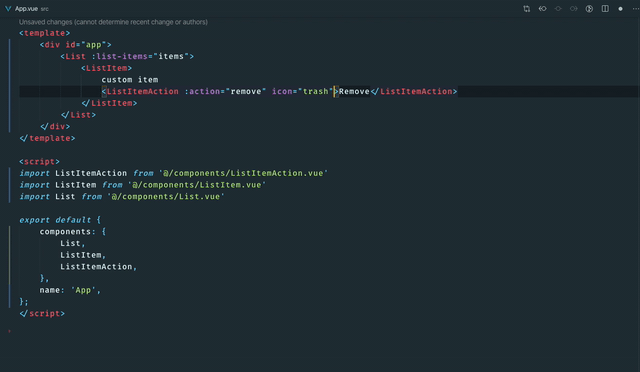 App.vue src
Unsaved changes (cannot determine recent change or authors)
<template>
<div id="app">
<List :list-items="items">
<ListItem>
custom item
<ListItemAction :action="remove" icon="trash">Remove</ListItemAction>
</ListItem>
</List>
</div>
</template>
<script>
import ListItemAction from '@/components/ListItemAction.vue'
import ListItem from '@/components/ListItem.vue'
import List from '@/components/List.vue'
export default {
components: {
List,
ListItem,
ListItemAction,
},
name: 'App',
};
</script>